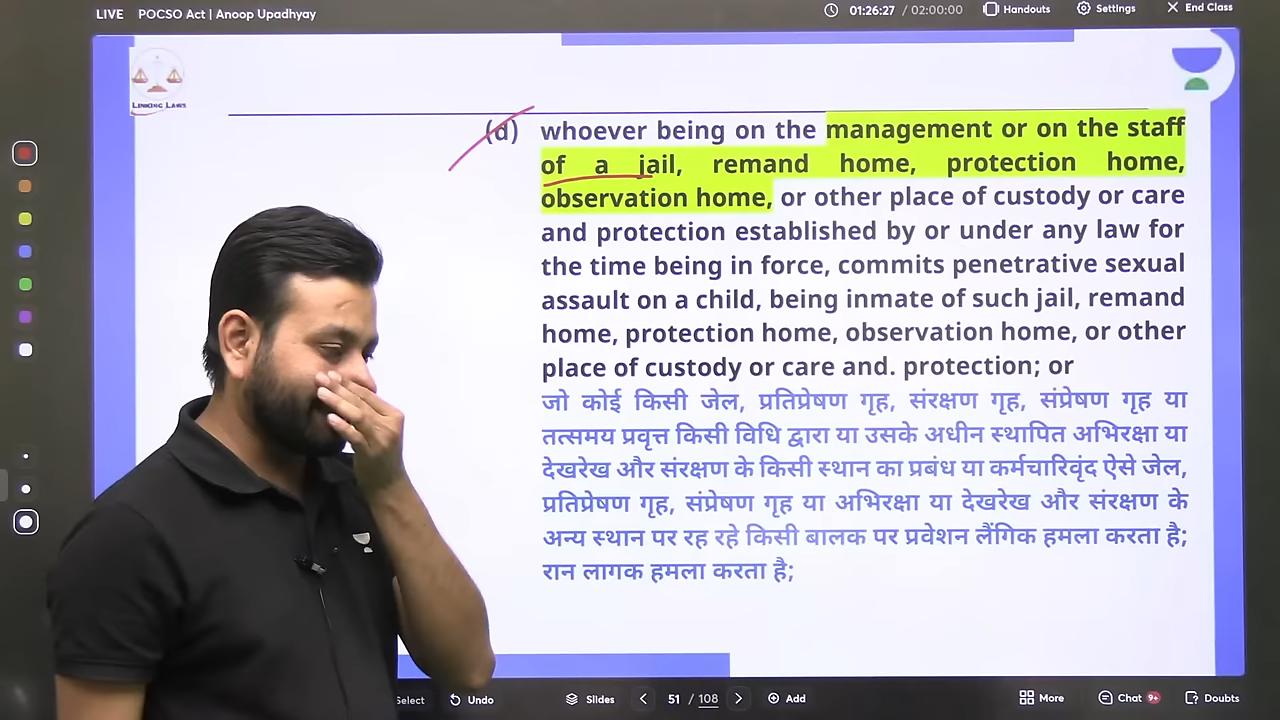 LIVE POCSO Act | Anoop Upadhyay 01:26:27 / 02:00:00 Handouts Settings End Class
LINKING LAWS
(d) whoever being on the management or on the staff
of a jail, remand home, protection home,
observation home, or other place of custody or care
and protection established by or under any law for
the time being in force, commits penetrative sexual
assault on a child, being inmate of such jail, remand
home, protection home, observation home, or other
place of custody or care and. protection; or
जो कोई किसी जेल, प्रतिप्रेषण गृह, संरक्षण गृह, संप्रेषण गृह या
तत्समय प्रवृत्त किसी विधि द्वारा या उसके अधीन स्थापित अभिरक्षा या
देखरेख और संरक्षण के किसी स्थान का प्रबंध या कर्मचारिवृंद ऐसे जेल,
प्रतिप्रेषण गृह, संप्रेषण गृह या अभिरक्षा या देखरेख और संरक्षण के
अन्य स्थान पर रह रहे किसी बालक पर प्रवेशन लैंगिक हमला करता है;
रान लागक हमला करता है;
Select Undo Slides 51 / 108 Add More Chat 9+ Doubts